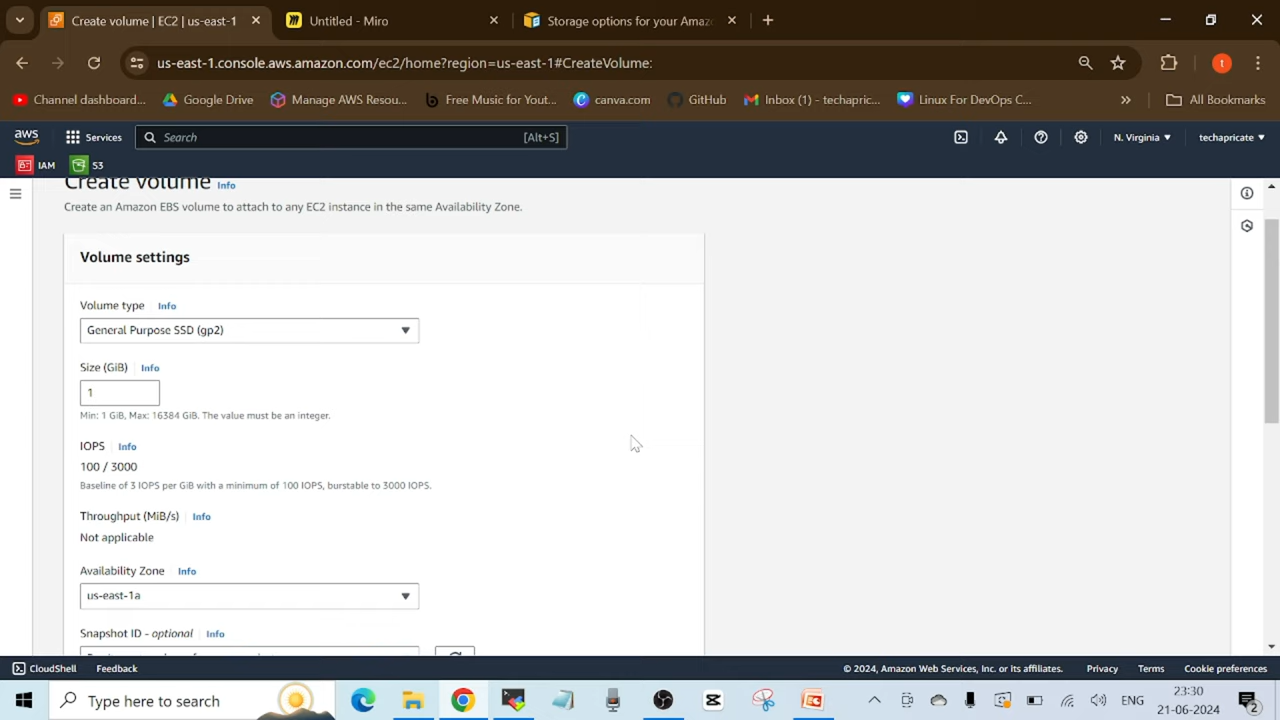 Create volume | EC2 | us-east-1
Untitled - Miro
Storage options for your Amaz
us-east-1.console.aws.amazon.com/ec2/home?region=us-east-1#CreateVolume:
t
Channel dashboard...
Google Drive
Manage AWS Resou...
Free Music for Yout...
canva.com
GitHub
Inbox (1) - techapric...
Linux For DevOps C...
All Bookmarks
aws
Services
Search
[Alt+S]
N. Virginia
techapricate
IAM
S3
Create volume Info
Create an Amazon EBS volume to attach to any EC2 instance in the same Availability Zone.
Volume settings
Volume type Info
General Purpose SSD (gp2)
Size (GiB) Info
1
Min: 1 GiB, Max: 16384 GiB. The value must be an integer.
IOPS Info
100 / 3000
Baseline of 3 IOPS per GiB with a minimum of 100 IOPS, burstable to 3000 IOPS.
Throughput (MiB/s) Info
Not applicable
Availability Zone Info
us-east-1a
Snapshot ID - optional Info
CloudShell
Feedback
© 2024, Amazon Web Services, Inc. or its affiliates.
Privacy
Terms
Cookie preferences
Type here to search
ENG
23:30
21-06-2024
2